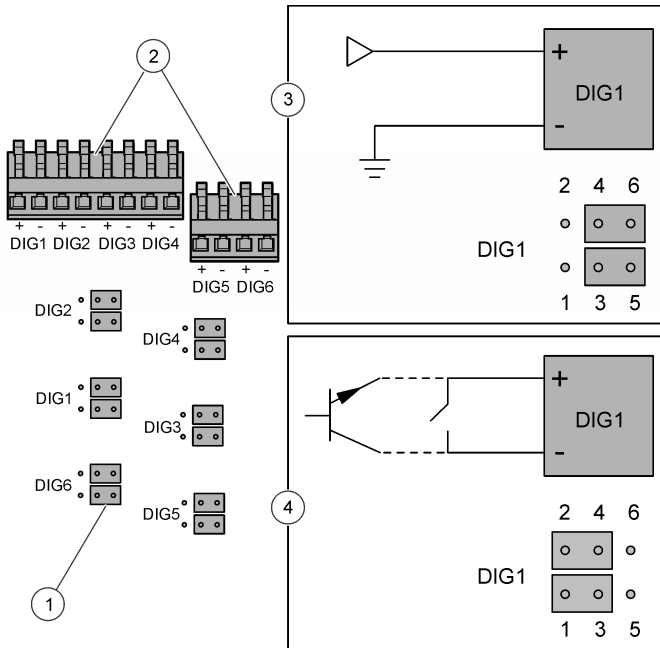 2
+ - + - + - + -
DIG1 DIG2 DIG3 DIG4
+ - + -
DIG5 DIG6
DIG2
DIG4
DIG1
DIG3
DIG6
DIG5
1
3
+
DIG1
-
2 4 6
DIG1
1 3 5
4
+
DIG1
-
2 4 6
DIG1
1 3 5